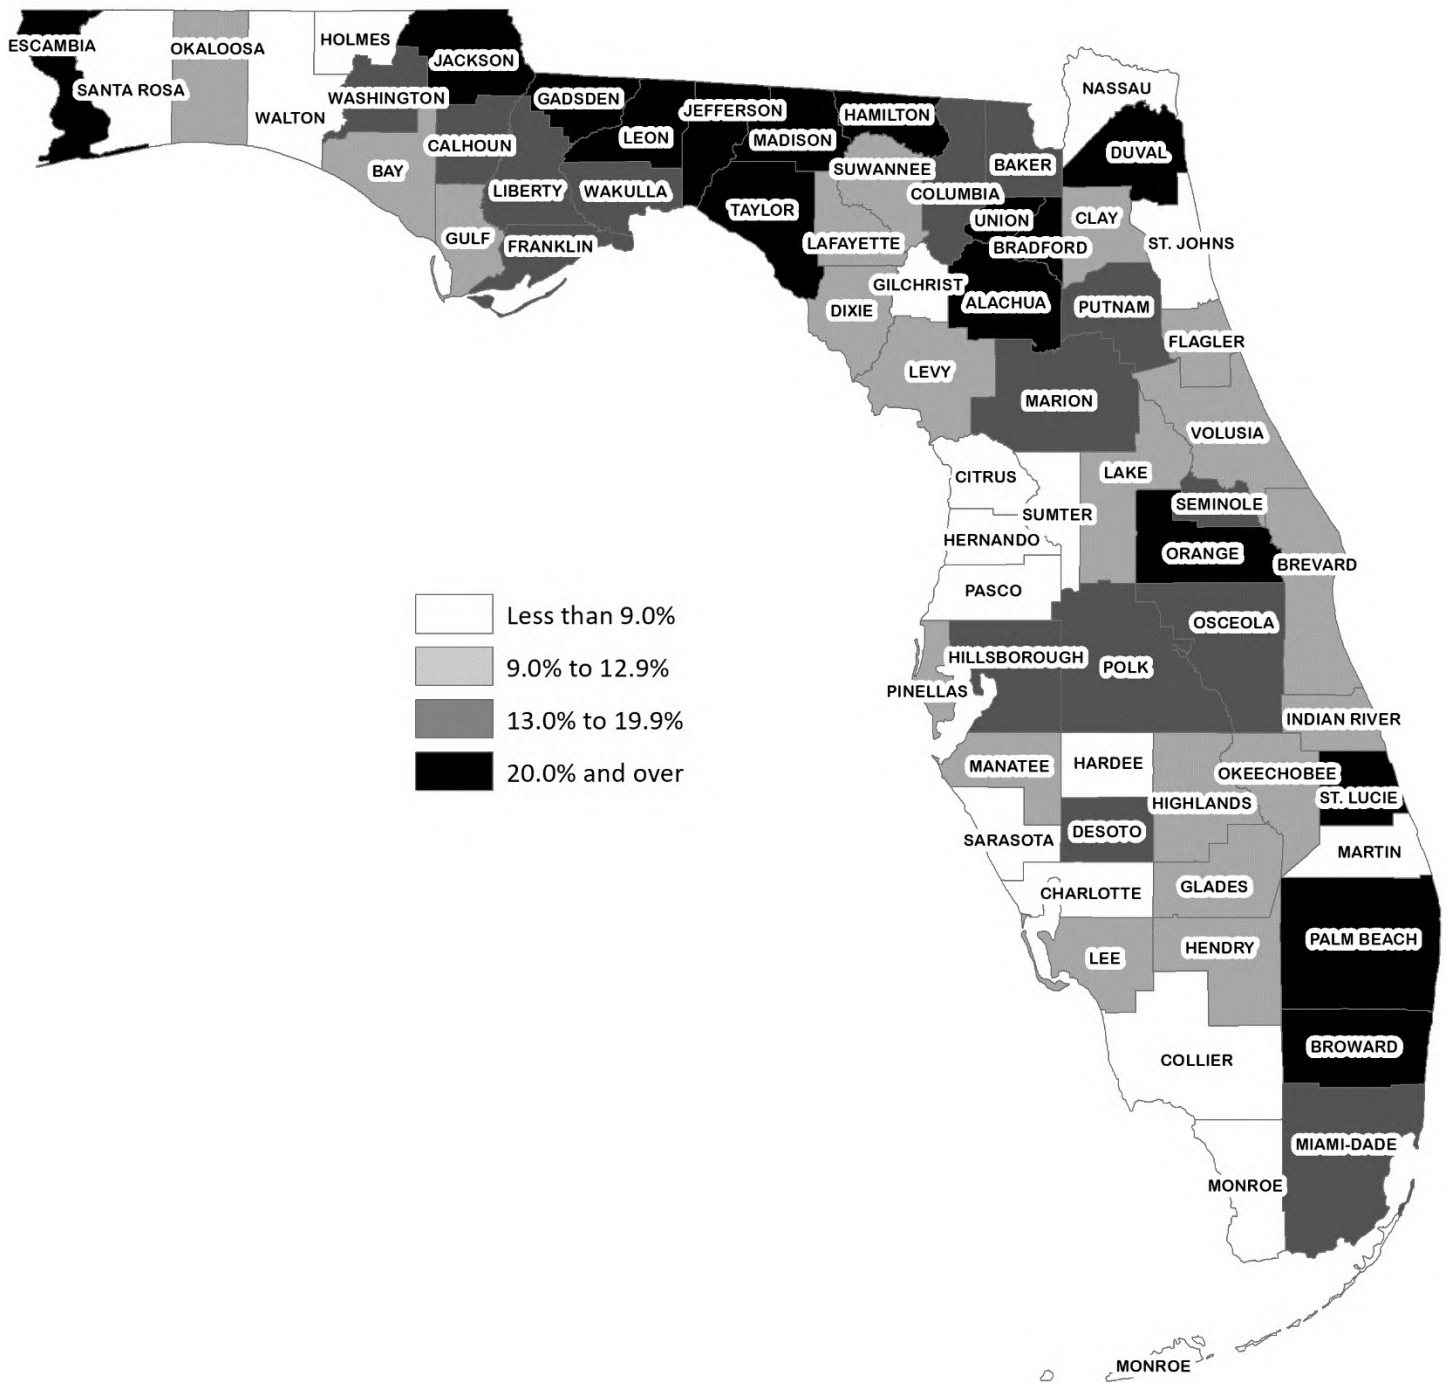 ESCAMBIA
OKALOOSA
HOLMES
JACKSON
SANTA ROSA
WASHINGTON
WALTON
GADSDEN
JEFFERSON
HAMILTON
NASSAU
LEON
MADISON
DUVAL
CALHOUN
BAY
SUWANNEE
BAKER
LIBERTY
WAKULLA
COLUMBIA
TAYLOR
UNION
CLAY
GULF
FRANKLIN
LAFAYETTE
BRADFORD
ST. JOHNS
GILCHRIST
ALACHUA
DIXIE
PUTNAM
FLAGLER
LEVY
MARION
VOLUSIA
CITRUS
LAKE
SEMINOLE
SUMTER
HERNANDO
ORANGE
BREVARD
PASCO
Less than 9.0%
OSCEOLA
9.0% to 12.9%
HILLSBOROUGH
POLK
PINELLAS
13.0% to 19.9%
INDIAN RIVER
MANATEE
HARDEE
20.0% and over
OKEECHOBEE
HIGHLANDS
ST. LUCIE
DESOTO
SARASOTA
MARTIN
CHARLOTTE
GLADES
PALM BEACH
LEE
HENDRY
BROWARD
COLLIER
MIAMI-DADE
MONROE
MONROE